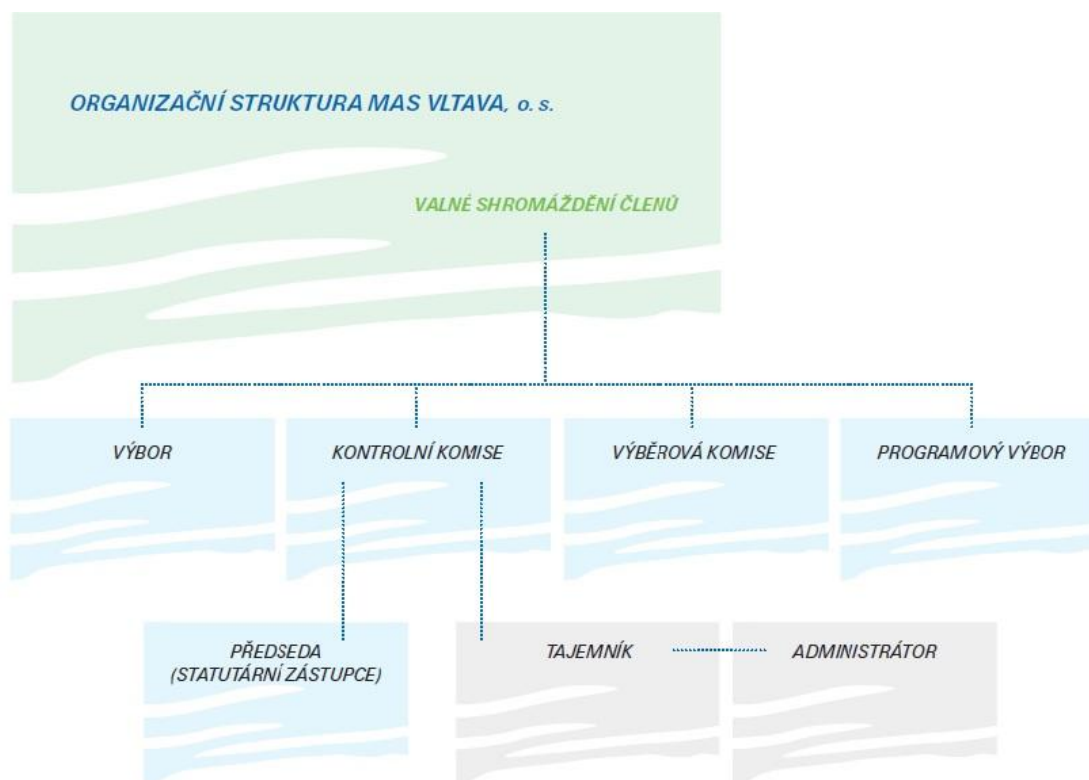 ORGANIZAČNÍ STRUKTURA MAS VLTAVA, o. s.
VALNÉ SHROMÁŽDĚNÍ ČLENŮ
VÝBOR
KONTROLNÍ KOMISE
VÝBĚROVÁ KOMISE
PROGRAMOVÝ VÝBOR
PŘEDSEDA
(STATUTÁRNÍ ZÁSTUPCE)
TAJEMNÍK
ADMINISTRÁTOR